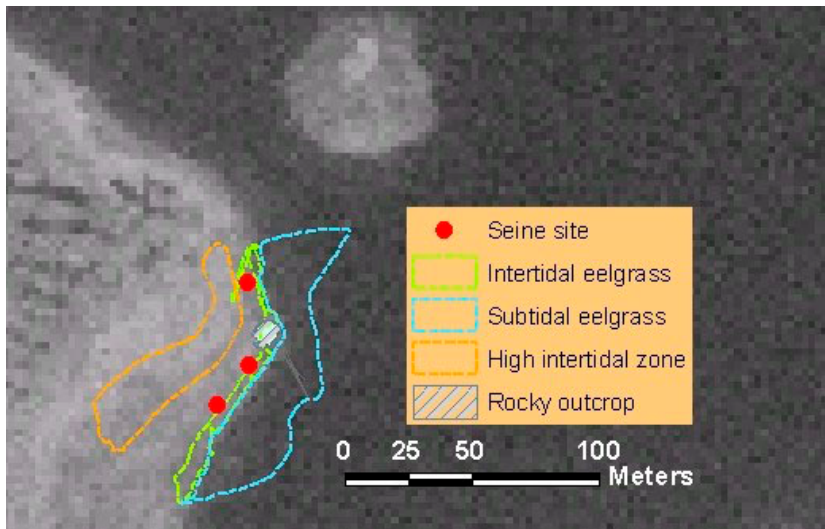 Seine site
Intertidal eelgrass
Subtidal eelgrass
High intertidal zone
Rocky outcrop
0 25 50 100
Meters